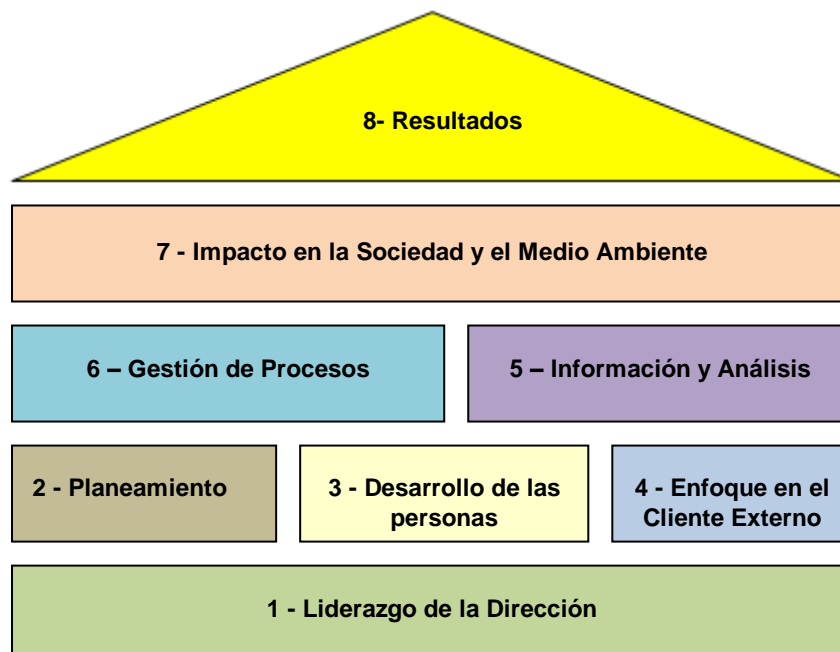 8- Resultados
7 - Impacto en la Sociedad y el Medio Ambiente
6 – Gestión de Procesos
5 – Información y Análisis
2 - Planeamiento
3 - Desarrollo de las
personas
4 - Enfoque en el
Cliente Externo
1 - Liderazgo de la Dirección